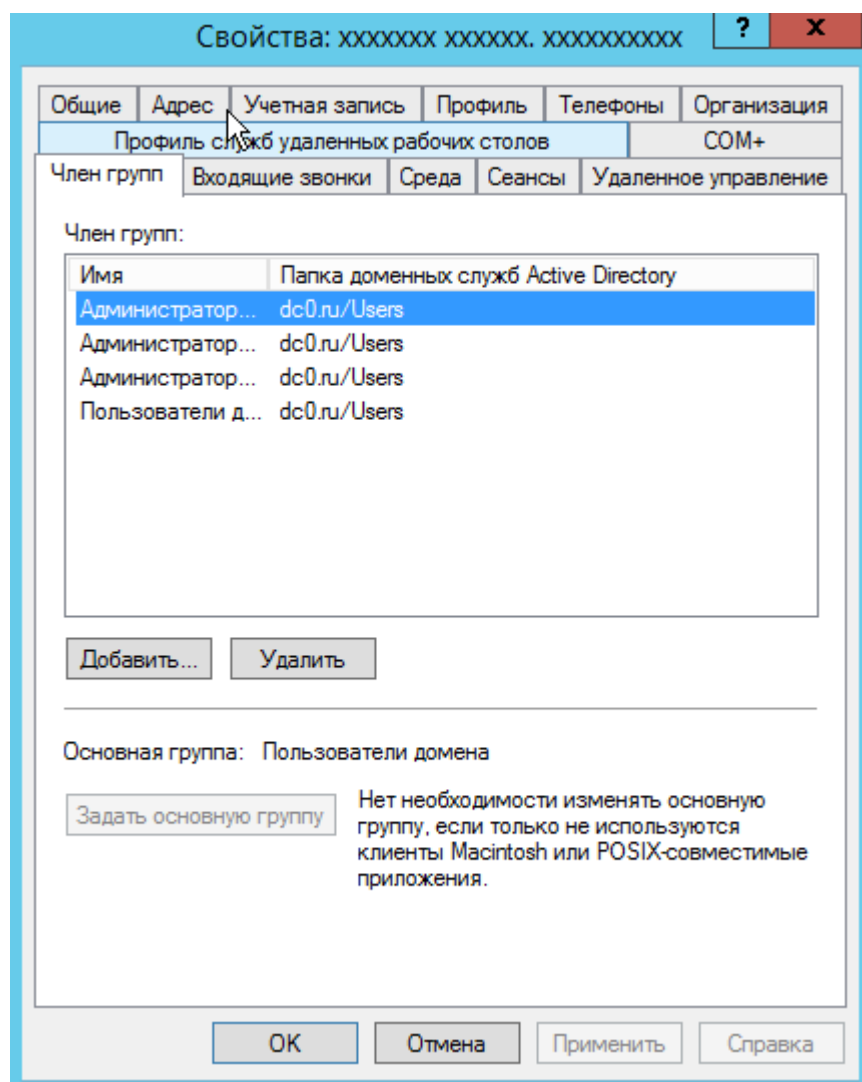 Свойства: xxxxxxx xxxxxx. xxxxxxxxxx ? x
Общие Адрес Учетная запись Профиль Телефоны Организация
Профиль служб удаленных рабочих столов COM+
Член групп Входящие звонки Среда Сеансы Удаленное управление
Член групп:
Имя Папка доменных служб Active Directory
Администратор... dc0.ru/Users
Администратор... dc0.ru/Users
Администратор... dc0.ru/Users
Пользователи д... dc0.ru/Users
Добавить... Удалить
Основная группа: Пользователи домена
Задать основную группу
Нет необходимости изменять основную
группу, если только не используются
клиенты Macintosh или POSIX-совместимые
приложения.
OK Отмена Применить Справка